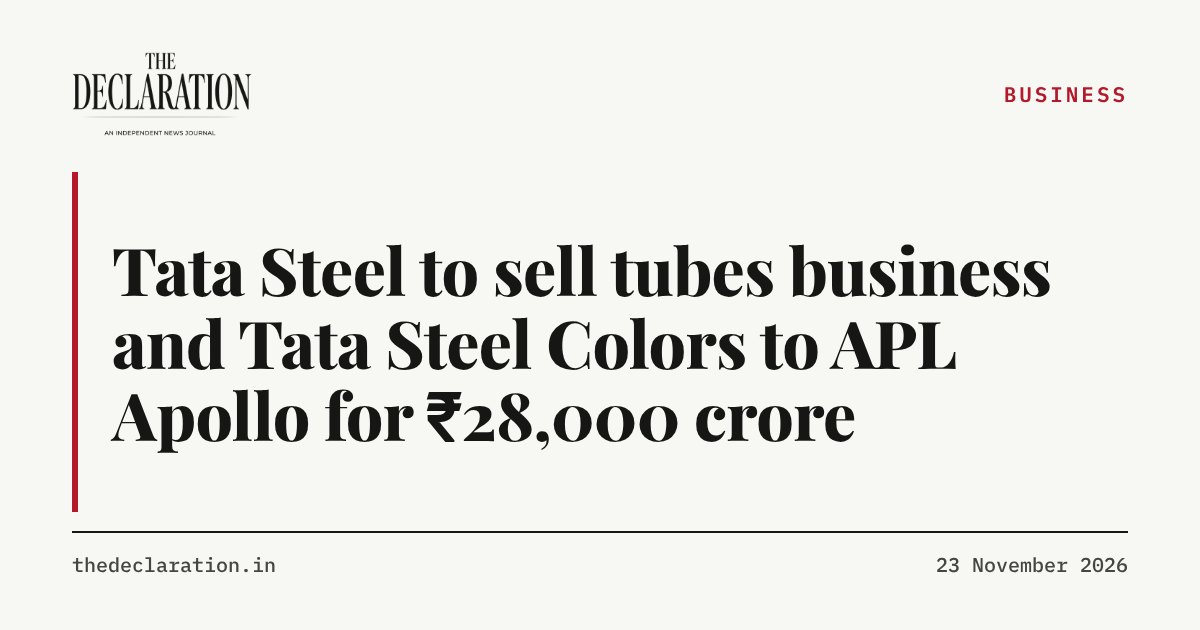 THE
DECLARATION
AN INDEPENDENT NEWS JOURNAL
BUSINESS
Tata Steel to sell tubes business
and Tata Steel Colors to APL
Apollo for ₹28,000 crore
thedeclaration.in
23 November 2026